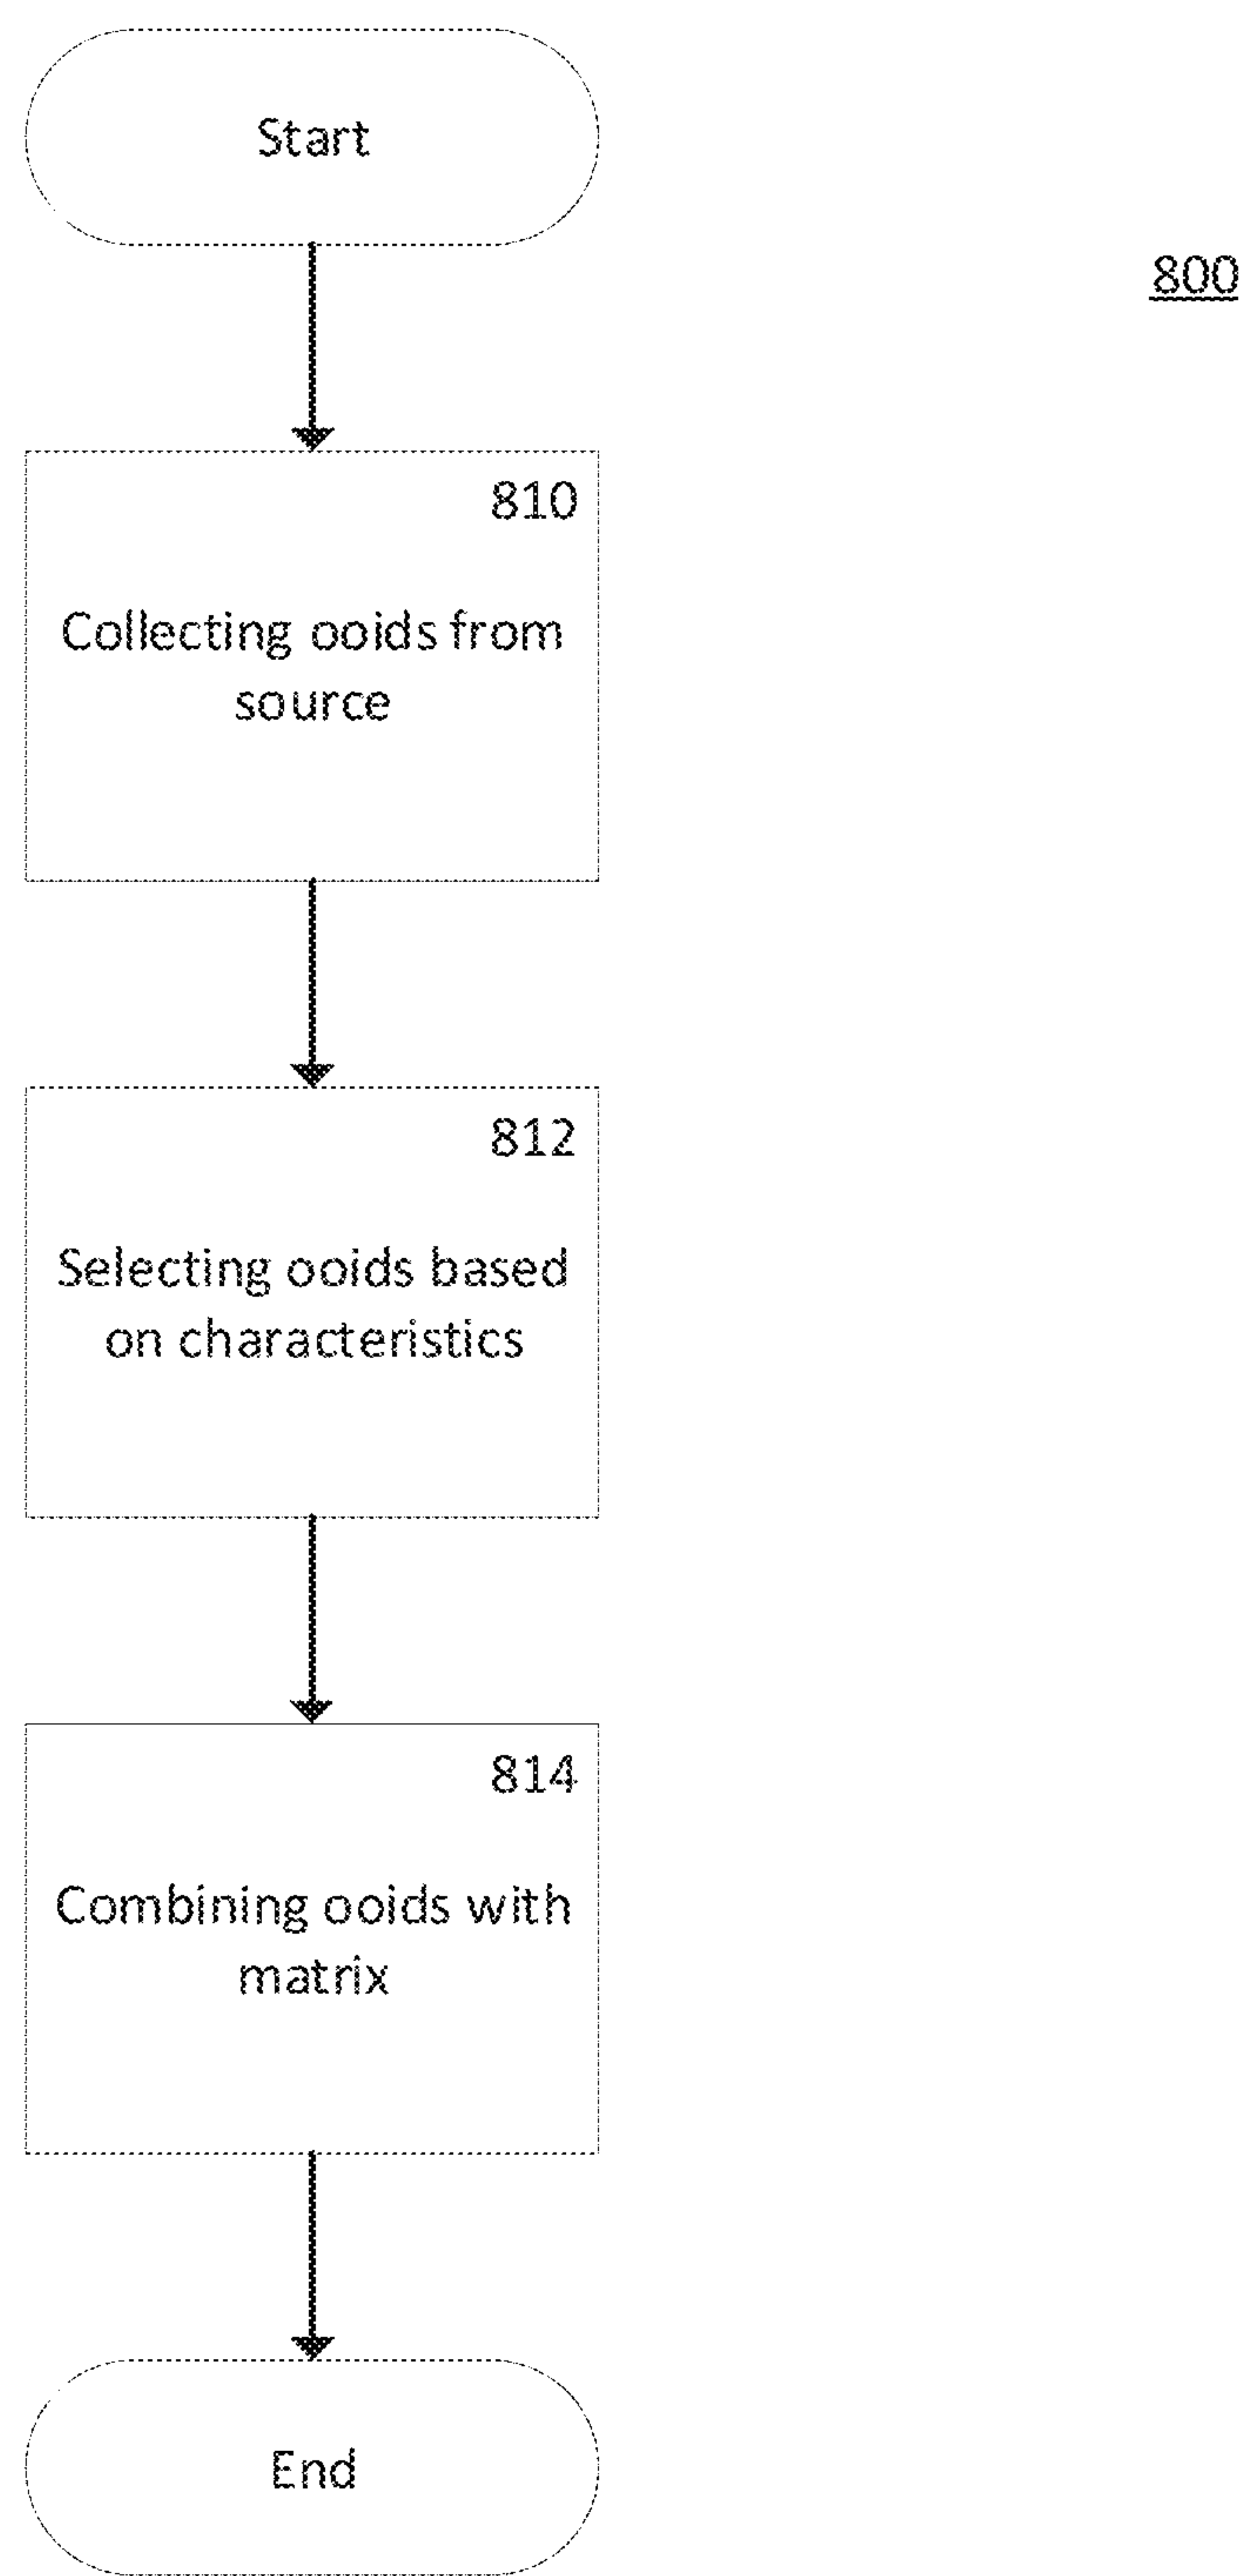 Start
800
810
Collecting ooids from
source
812
Selecting ooids based
on characteristics
814
Combining ooids with
matrix
End